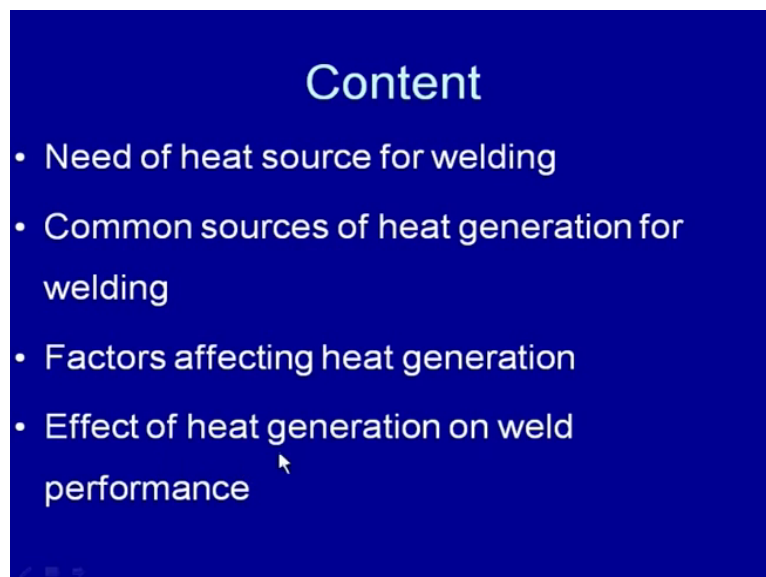 Content
• Need of heat source for welding
• Common sources of heat generation for
welding
• Factors affecting heat generation
• Effect of heat generation on weld
performance